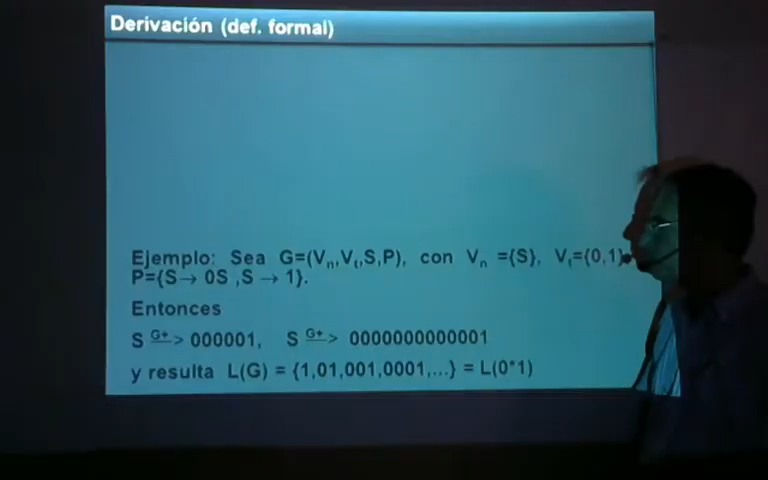 Derivación (def. formal)
Ejemplo: Sea G=(Vn,Vt,S,P), con Vn ={S}, Vt={0,1}
P={S→ 0S ,S → 1}.
Entonces
S G+=> 000001, S G+=> 0000000000001
y resulta L(G) = {1,01,001,0001,...} = L(0*1)